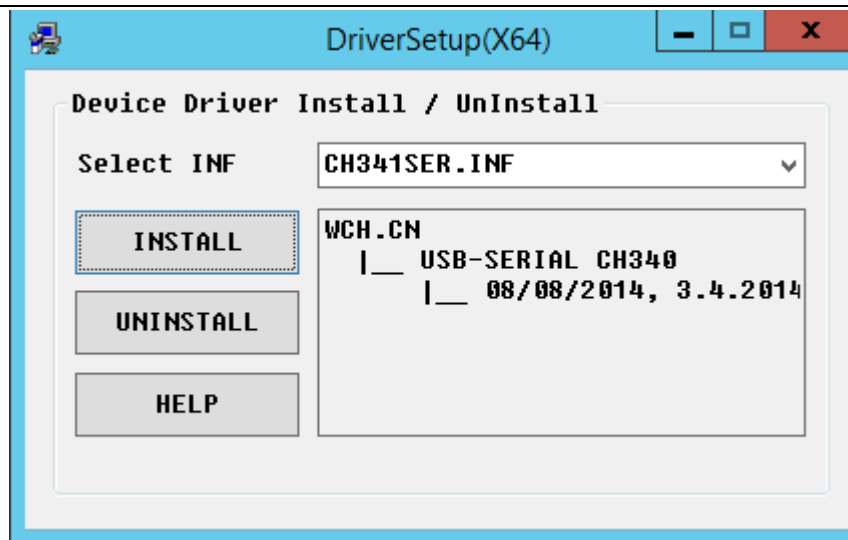 DriverSetup(X64)
Device Driver Install / UnInstall
Select INF
CH341SER.INF
INSTALL
UNINSTALL
HELP
WCH.CN
|__ USB-SERIAL CH340
|__ 08/08/2014, 3.4.2014